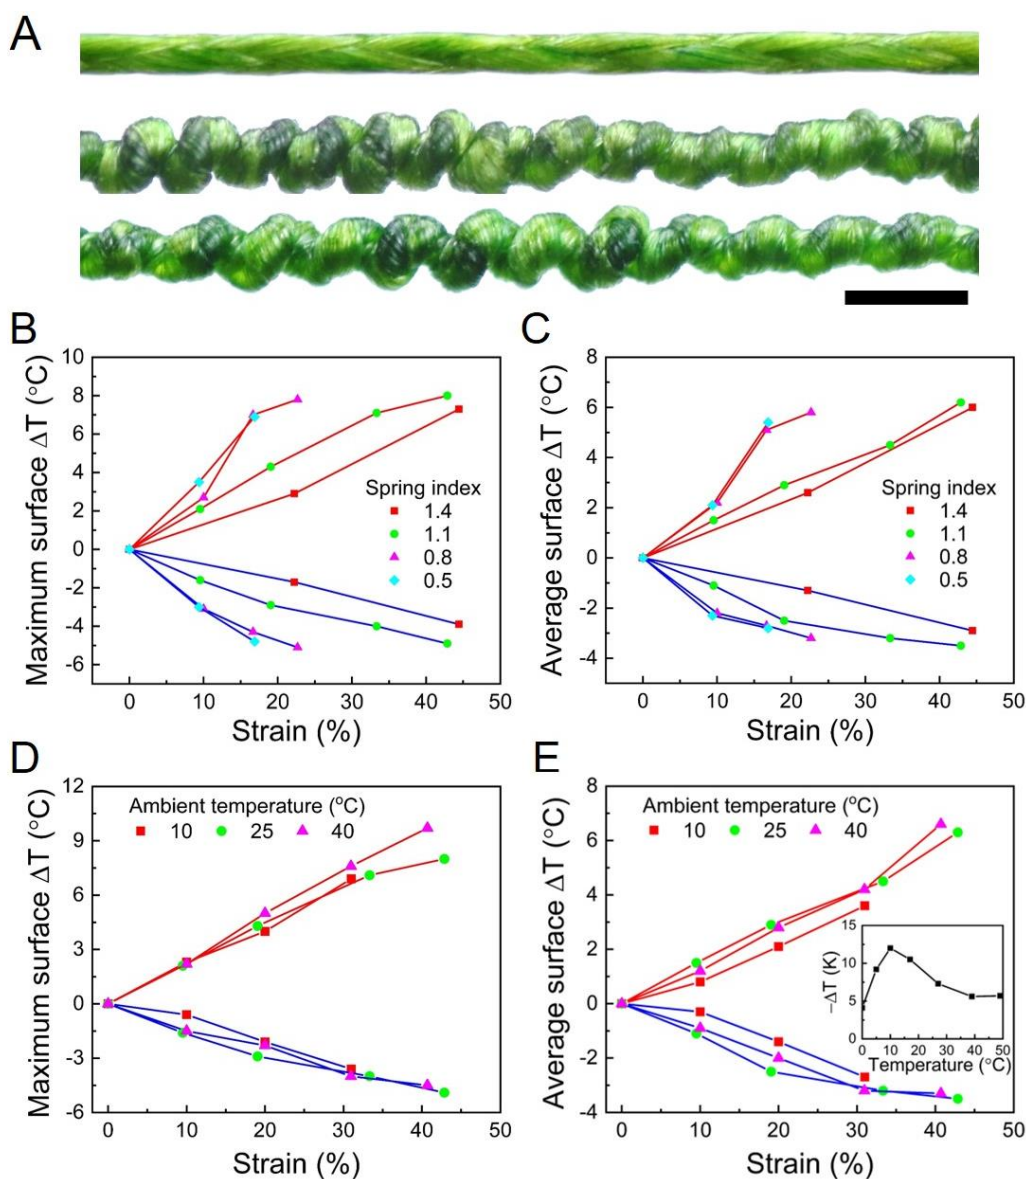 A
B
Maximum surface ΔT (°C)
10
8
6
4
2
0
-2
-4
-6
Spring index
1.4
1.1
0.8
0.5
0 10 20 30 40 50
Strain (%)
C
Average surface ΔT (°C)
8
6
4
2
0
-2
-4
Spring index
1.4
1.1
0.8
0.5
0 10 20 30 40 50
Strain (%)
D
Maximum surface ΔT (°C)
12
9
6
3
0
-3
-6
Ambient temperature (°C)
10 25 40
0 10 20 30 40 50
Strain (%)
E
Average surface ΔT (°C)
8
6
4
2
0
-2
-4
Ambient temperature (°C)
10 25 40
−ΔT (K)
15
10
5
0
0 10 20 30 40 50
Temperature (°C)
0 10 20 30 40 50
Strain (%)